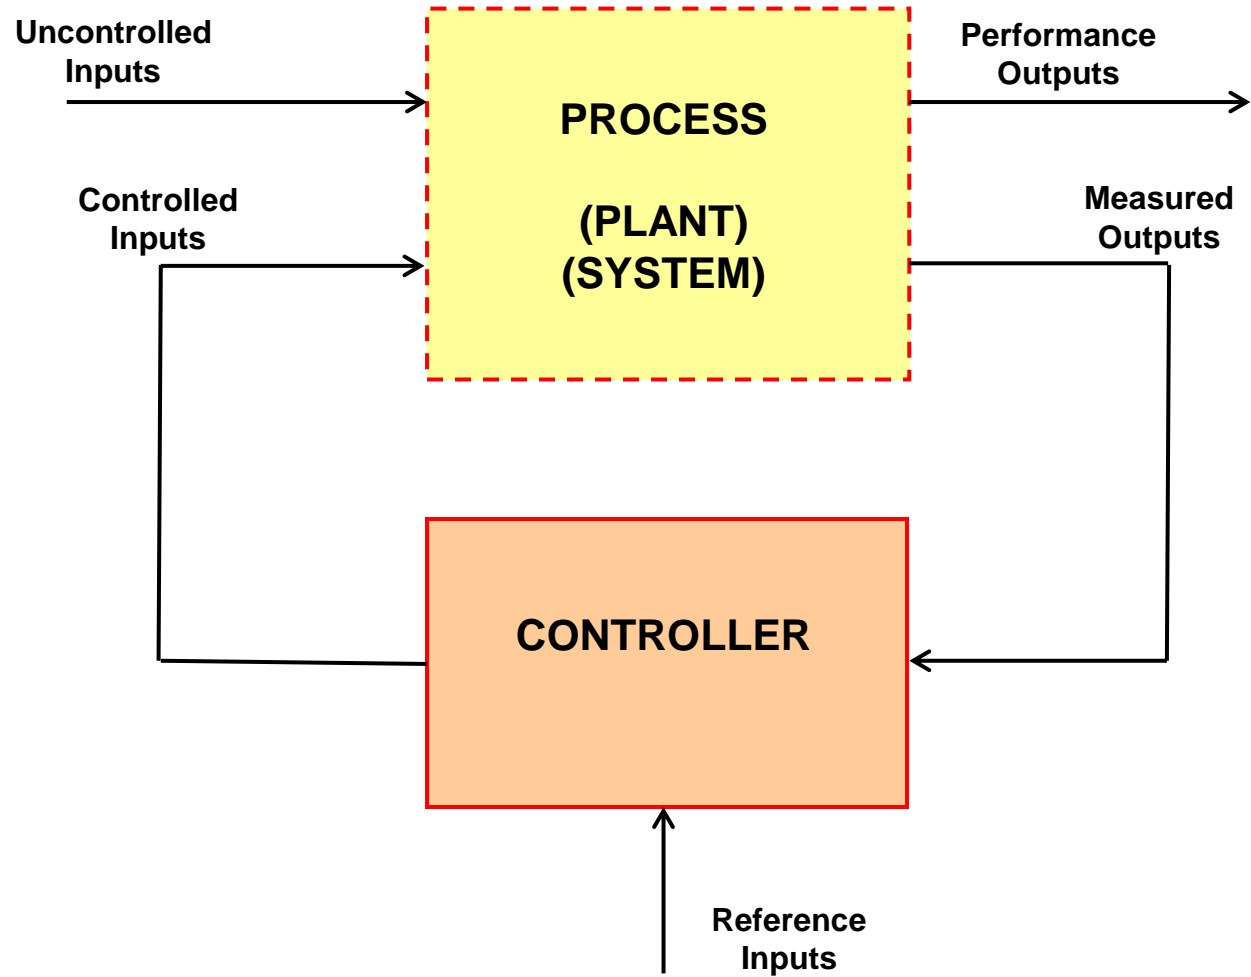 Uncontrolled
Inputs
Performance
Outputs
PROCESS
(PLANT)
(SYSTEM)
Controlled
Inputs
Measured
Outputs
CONTROLLER
Reference
Inputs